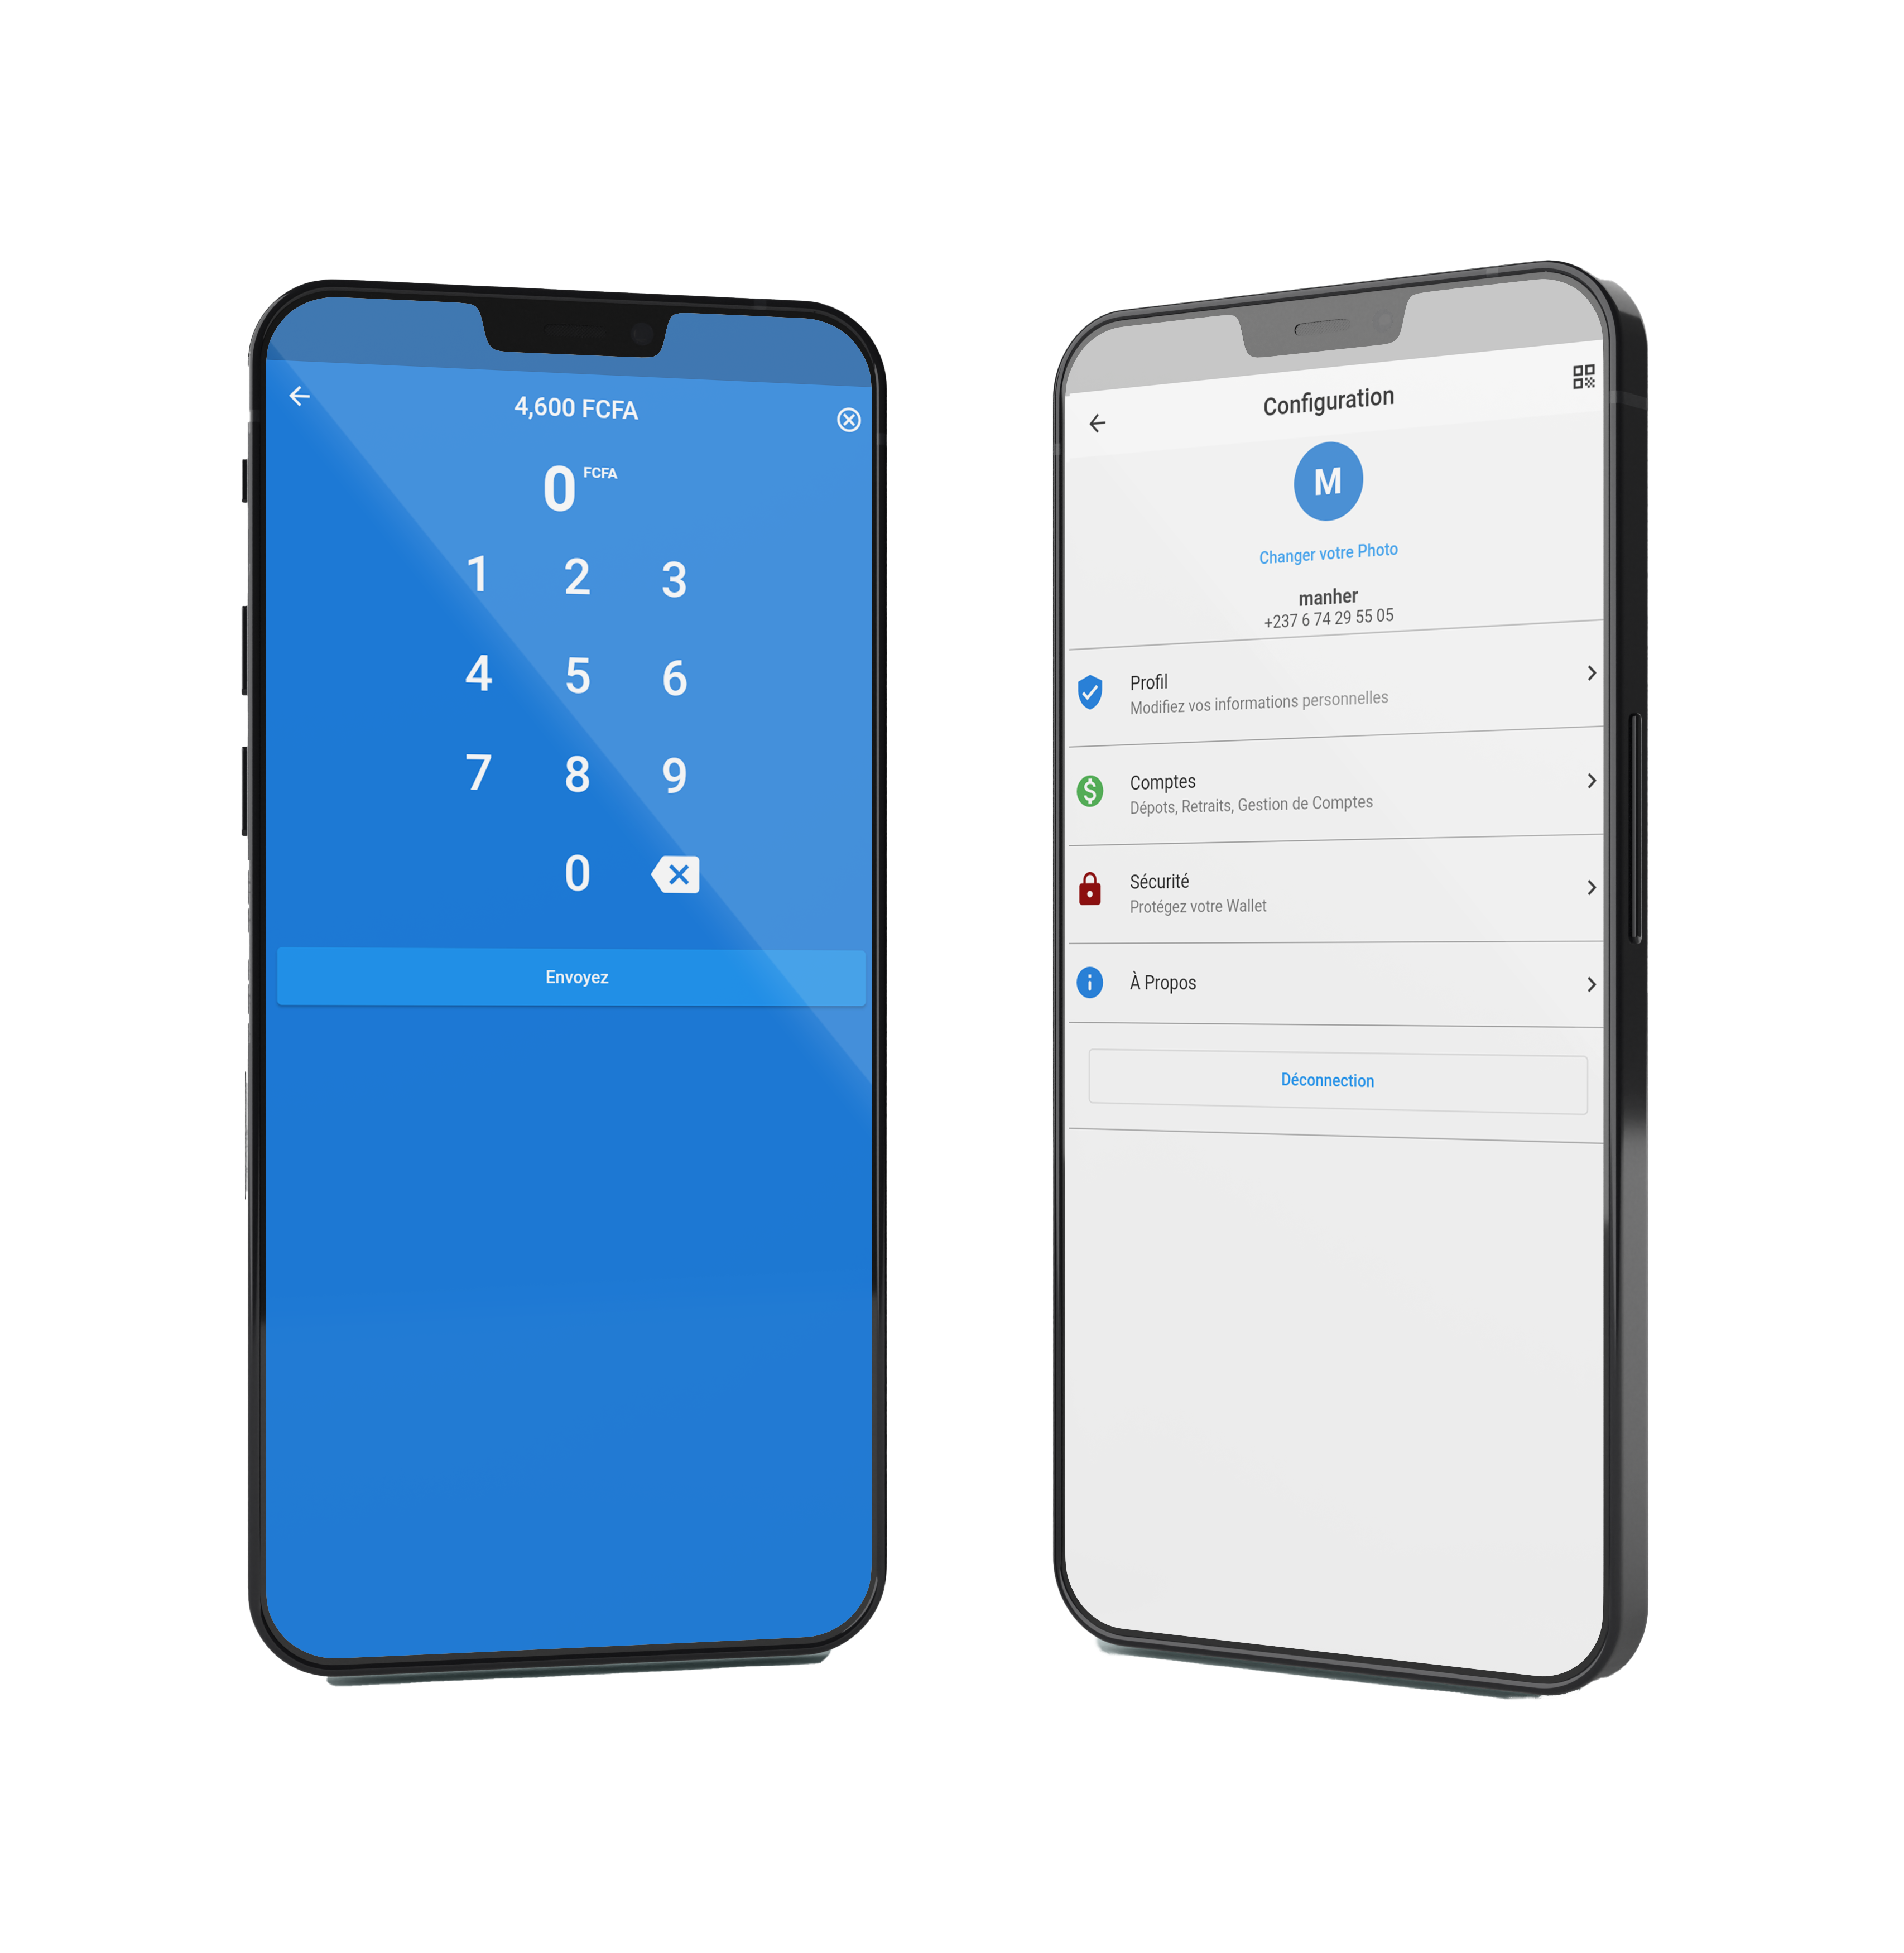 4,600 FCFA
0 FCFA
1 2 3
4 5 6
7 8 9
0
Envoyez
Configuration
M
Changer votre Photo
manher
+237 6 74 29 55 05
Profil
Modifiez vos informations personnelles
Comptes
Dépots, Retraits, Gestion de Comptes
Sécurité
Protégez votre Wallet
À Propos
Déconnection